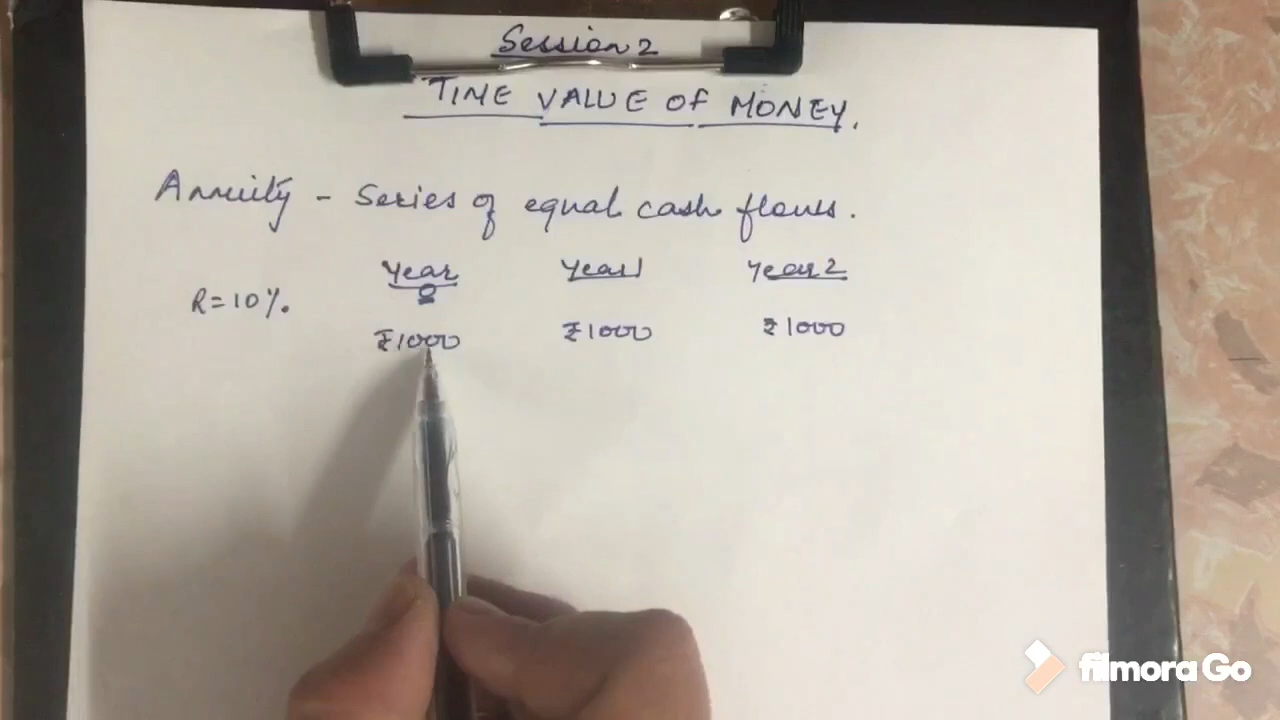 Session 2
TIME VALUE OF MONEY.
Annuity - Series of equal cash flows.
Year 0 Year 1 Year 2
R=10%.
₹1000 ₹1000 ₹1000
filmoraGo